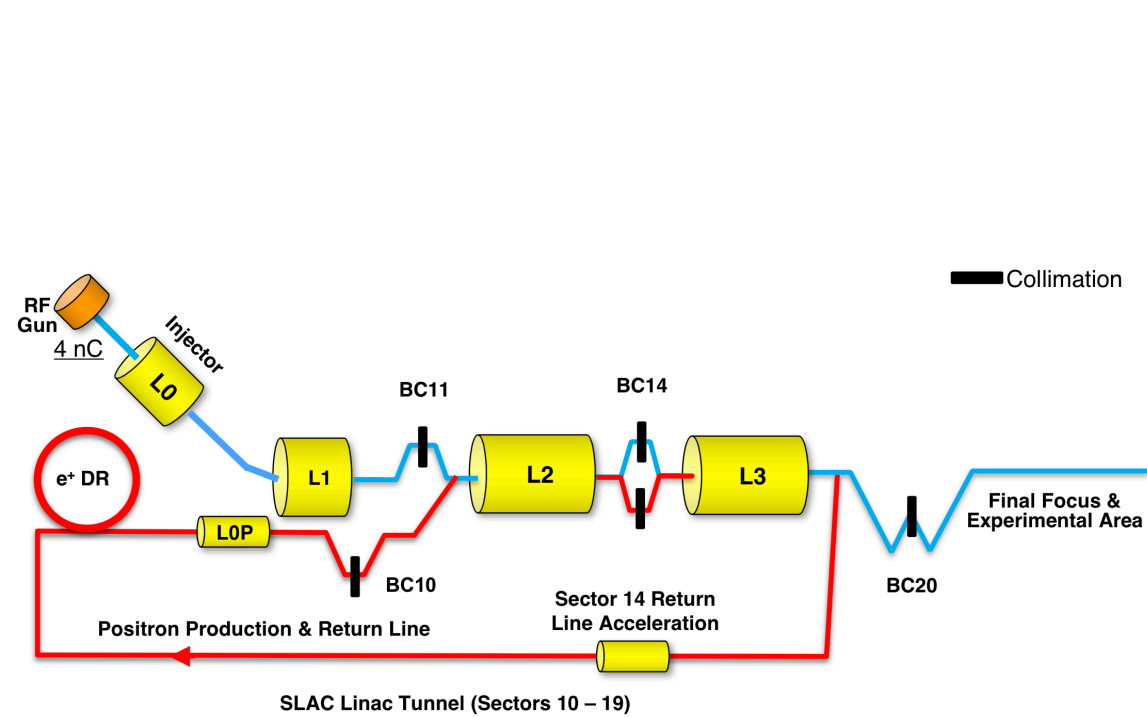 Collimation
RF
Gun
4 nC
Injector
L0
BC11
BC14
e⁺ DR
L1
L2
L3
L0P
BC10
Final Focus &
Experimental Area
BC20
Sector 14 Return
Line Acceleration
Positron Production & Return Line
SLAC Linac Tunnel (Sectors 10 – 19)